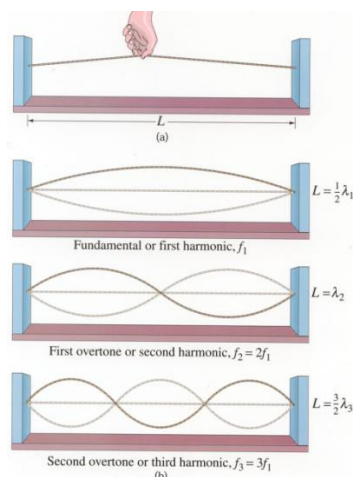 L
(a)
L = 1/2 λ1
Fundamental or first harmonic, f1
L = λ2
First overtone or second harmonic, f2 = 2f1
L = 3/2 λ3
Second overtone or third harmonic, f3 = 3f1
(b)